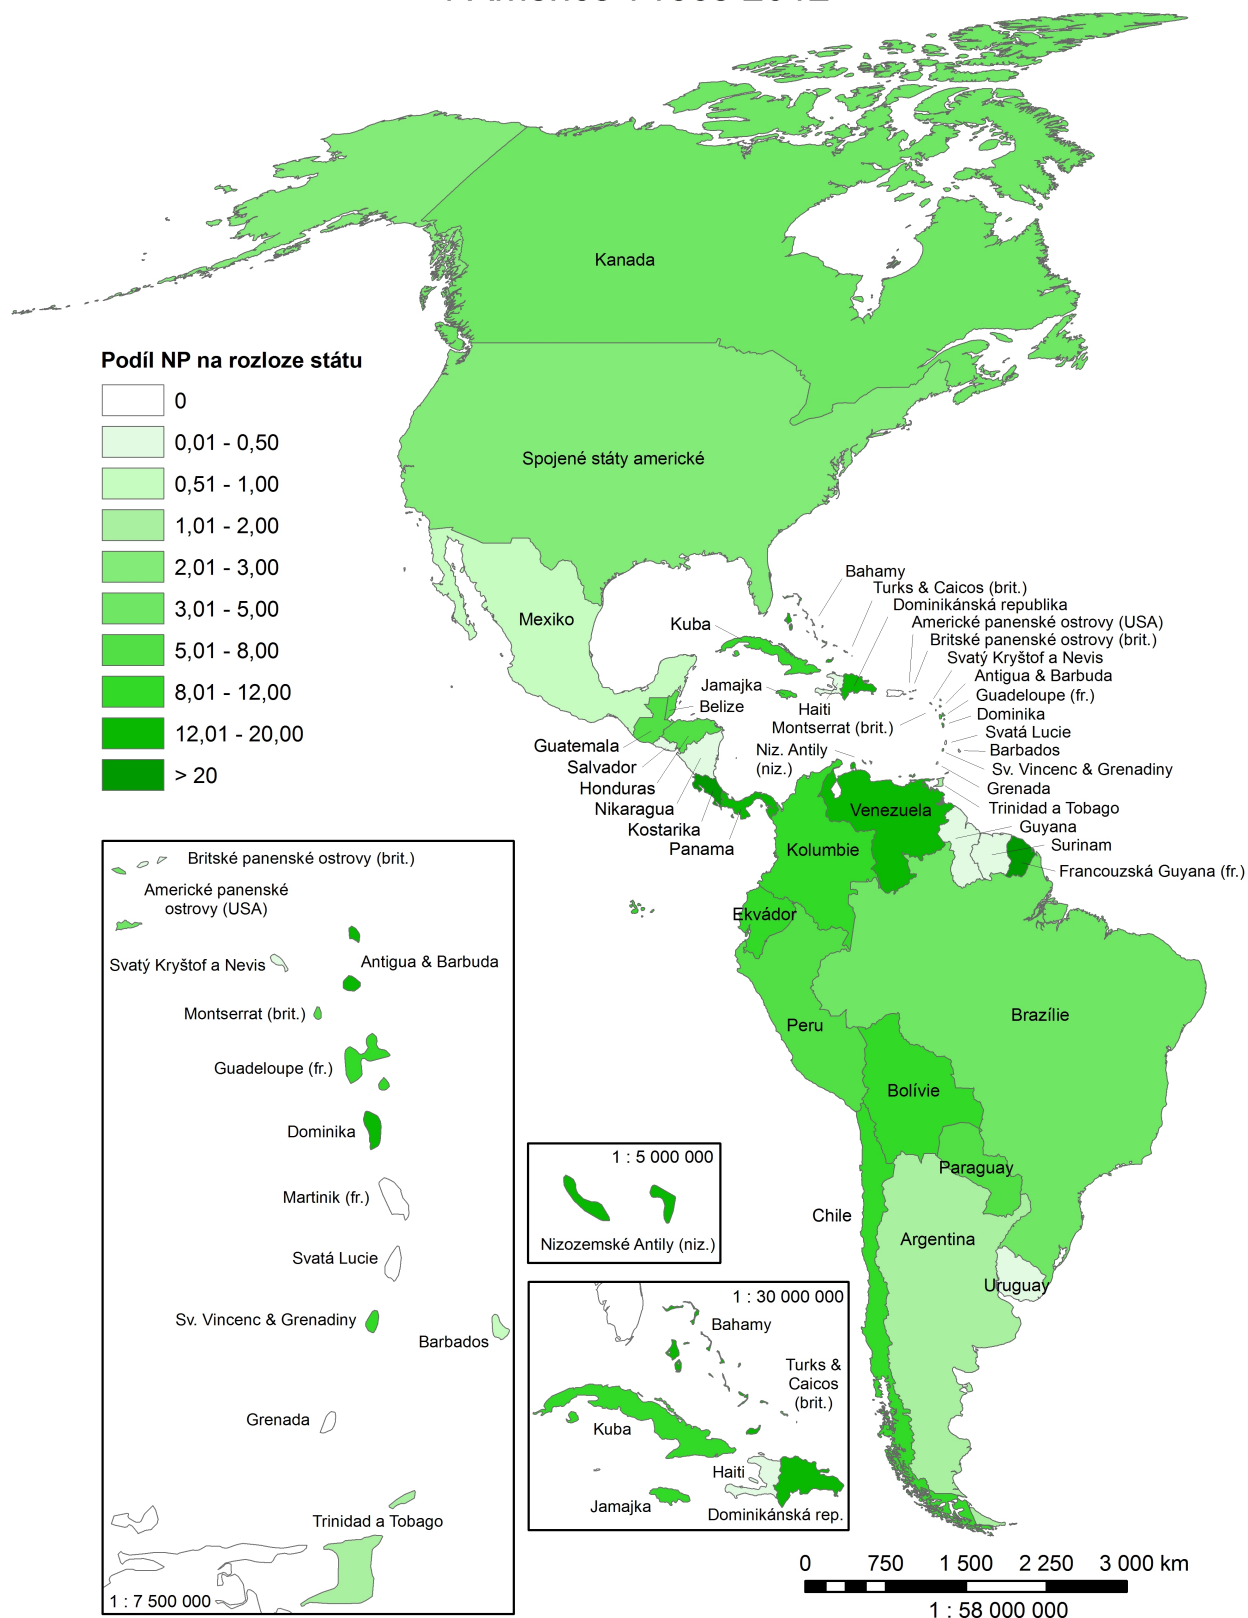 Kanada
Podíl NP na rozloze státu
0
0,01 - 0,50
0,51 - 1,00
1,01 - 2,00
2,01 - 3,00
3,01 - 5,00
5,01 - 8,00
8,01 - 12,00
12,01 - 20,00
> 20
Spojené státy americké
Mexiko
Bahamy
Turks & Caicos (brit.)
Dominikánská republika
Americké panenské ostrovy (USA)
Britské panenské ostrovy (brit.)
Svatý Kryštof a Nevis
Antigua & Barbuda
Guadeloupe (fr.)
Dominika
Svatá Lucie
Barbados
Sv. Vincenc & Grenadiny
Grenada
Trinidad a Tobago
Guyana
Surinam
Francouzská Guyana (fr.)
Kuba
Jamajka
Belize
Haiti
Montserrat (brit.)
Niz. Antily
(niz.)
Guatemala
Salvador
Honduras
Nikaragua
Kostarika
Panama
Venezuela
Kolumbie
Ekvádor
Peru
Brazílie
Bolívie
Paraguay
Chile
Argentina
Uruguay
Britské panenské ostrovy (brit.)
Americké panenské
ostrovy (USA)
Svatý Kryštof a Nevis
Antigua & Barbuda
Montserrat (brit.)
Guadeloupe (fr.)
Dominika
Martinik (fr.)
Svatá Lucie
Sv. Vincenc & Grenadiny
Barbados
Grenada
Trinidad a Tobago
1 : 7 500 000
1 : 5 000 000
Nizozemské Antily (niz.)
1 : 30 000 000
Bahamy
Turks &
Caicos
(brit.)
Kuba
Haiti
Jamajka
Dominikánská rep.
0 750 1 500 2 250 3 000 km
1 : 58 000 000